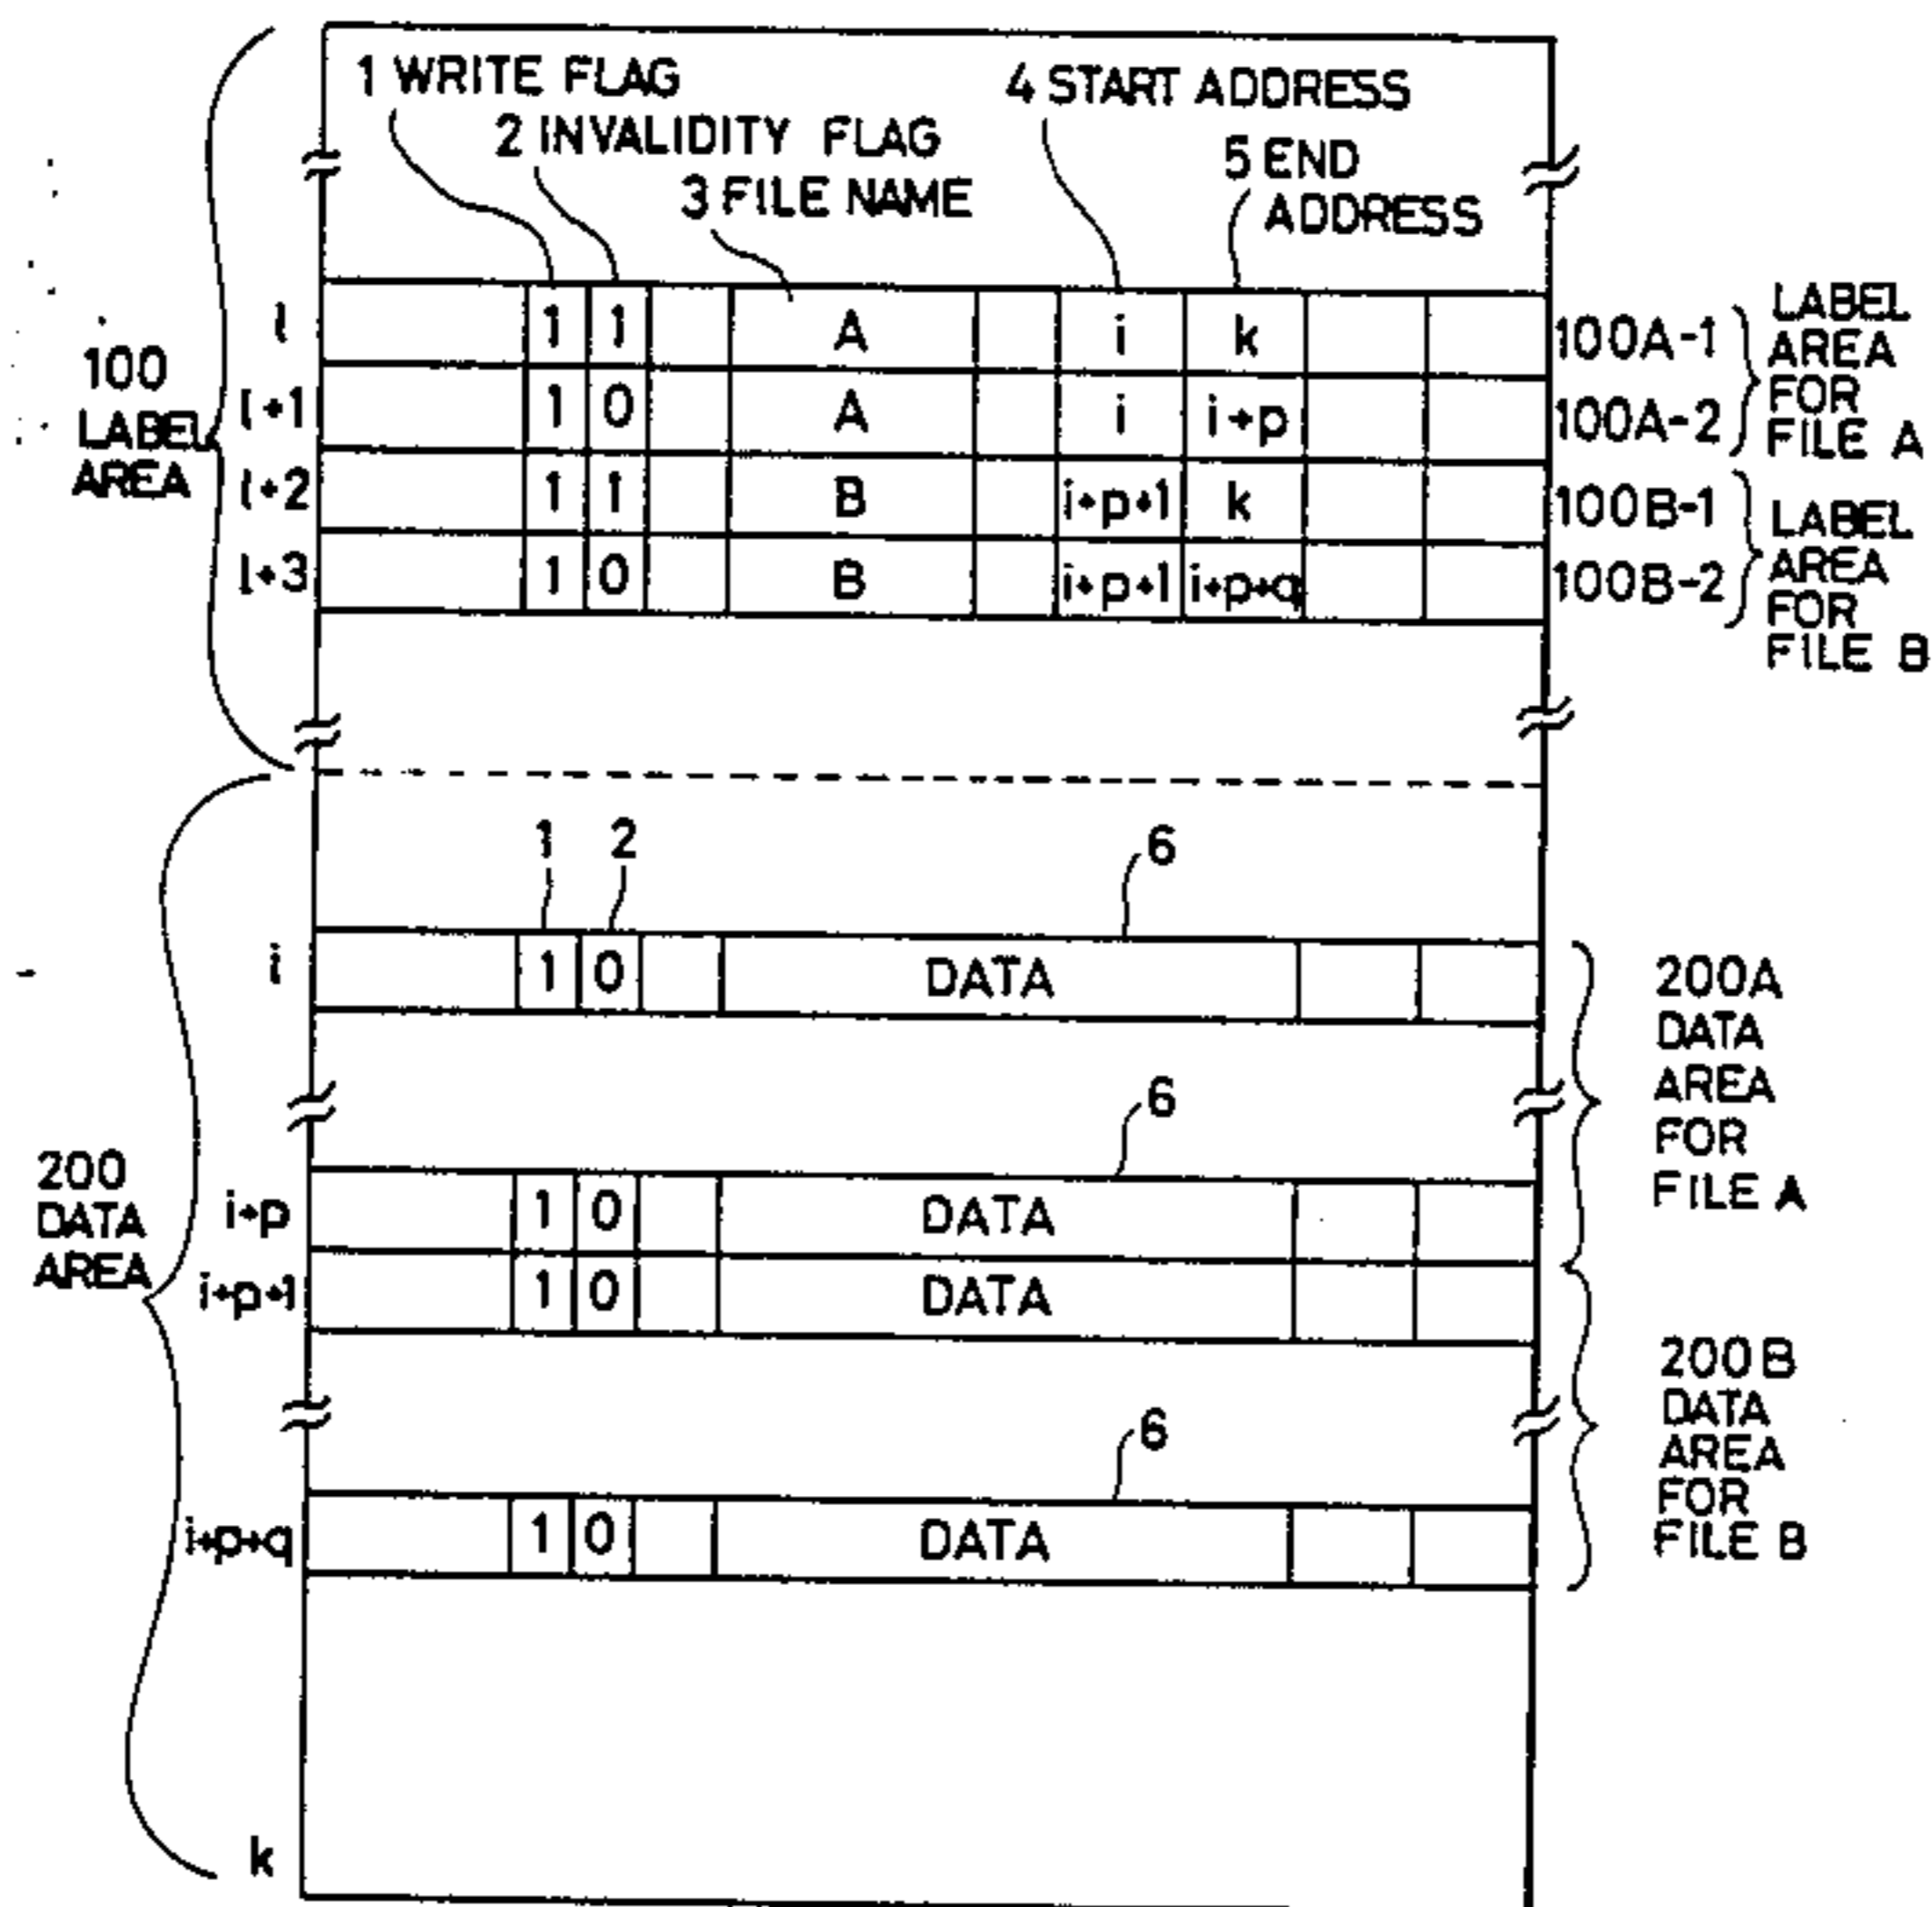 1 WRITE FLAG
4 START ADDRESS
2 INVALIDITY FLAG
5 END
ADDRESS
3 FILE NAME
100
LABEL
AREA
l 1 1 A i k 100A-1
l+1 1 0 A i i+p 100A-2
LABEL
AREA
FOR
FILE A
l+2 1 1 B i+p+1 k 100B-1
l+3 1 0 B i+p+1 i+p+q 100B-2
LABEL
AREA
FOR
FILE B
1 2 6
i 1 0 DATA
200A
DATA
AREA
FOR
FILE A
6
200
DATA
AREA
i+p 1 0 DATA
i+p+1 1 0 DATA
200B
DATA
AREA
FOR
FILE B
6
i+p+q 1 0 DATA
k